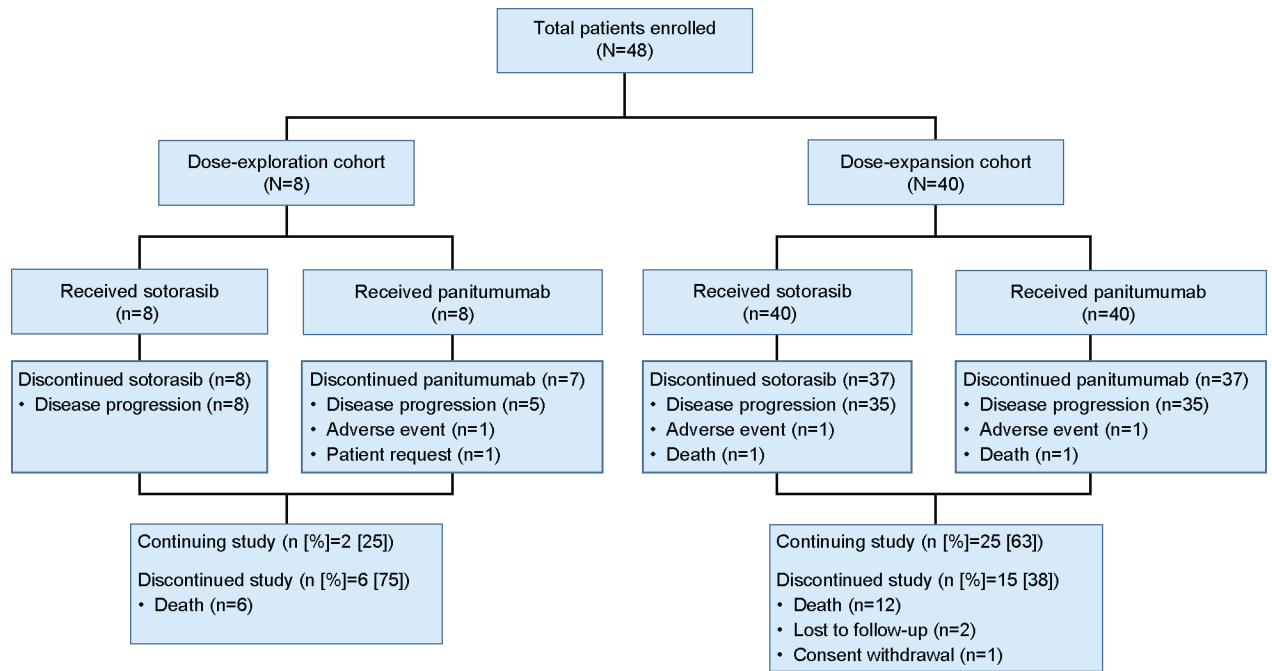 Total patients enrolled
(N=48)
Dose-exploration cohort
(N=8)
Dose-expansion cohort
(N=40)
Received sotorasib
(n=8)
Received panitumumab
(n=8)
Received sotorasib
(n=40)
Received panitumumab
(n=40)
Discontinued sotorasib (n=8)
• Disease progression (n=8)
Discontinued panitumumab (n=7)
• Disease progression (n=5)
• Adverse event (n=1)
• Patient request (n=1)
Discontinued sotorasib (n=37)
• Disease progression (n=35)
• Adverse event (n=1)
• Death (n=1)
Discontinued panitumumab (n=37)
• Disease progression (n=35)
• Adverse event (n=1)
• Death (n=1)
Continuing study (n [%]=2 [25])
Discontinued study (n [%]=6 [75])
• Death (n=6)
Continuing study (n [%]=25 [63])
Discontinued study (n [%]=15 [38])
• Death (n=12)
• Lost to follow-up (n=2)
• Consent withdrawal (n=1)